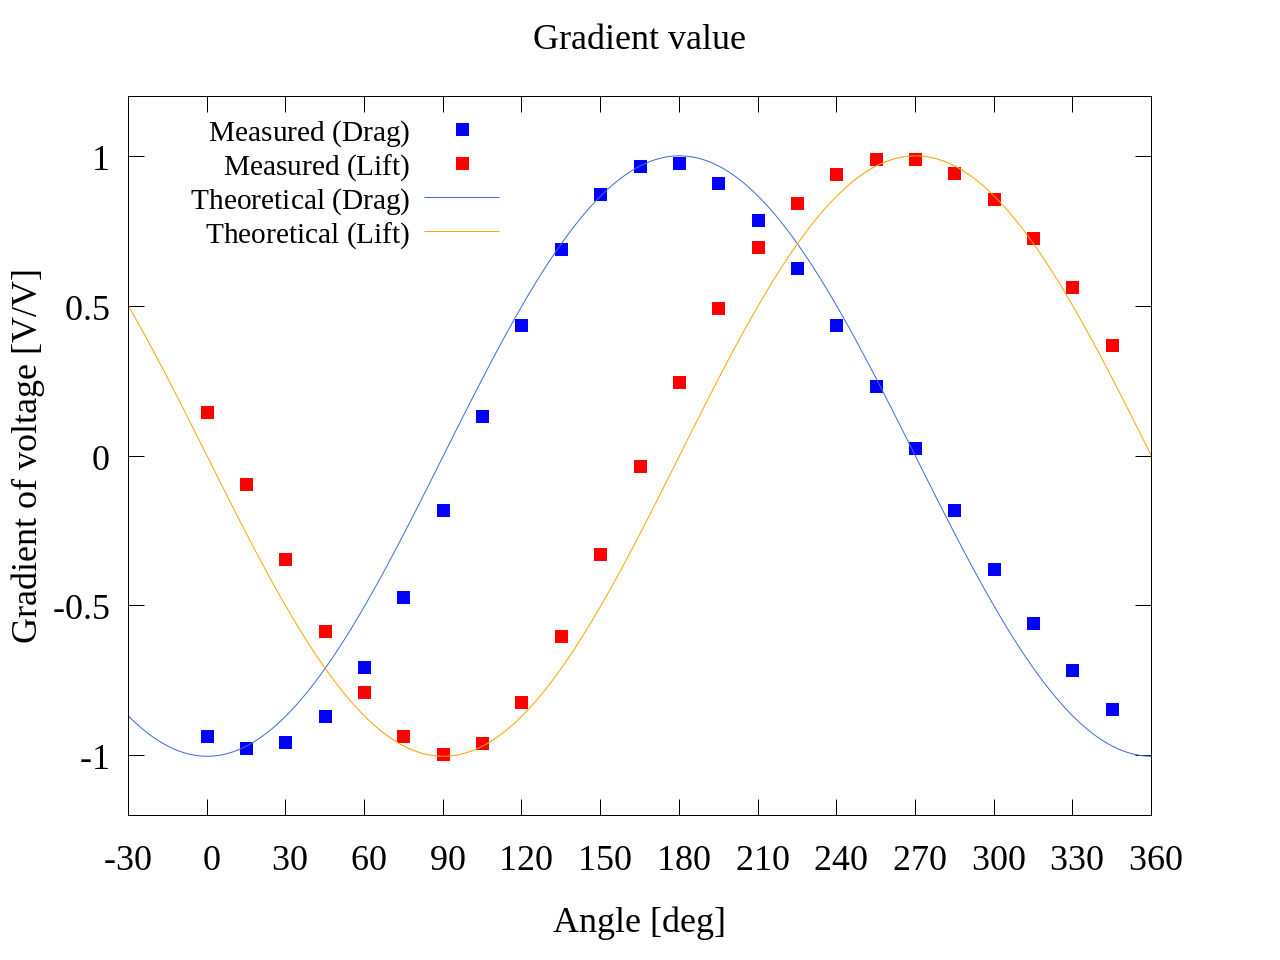 Gradient value
Measured (Drag)
Measured (Lift)
Theoretical (Drag)
Theoretical (Lift)
1
0.5
0
-0.5
-1
Gradient of voltage [V/V]
-30 0 30 60 90 120 150 180 210 240 270 300 330 360
Angle [deg]